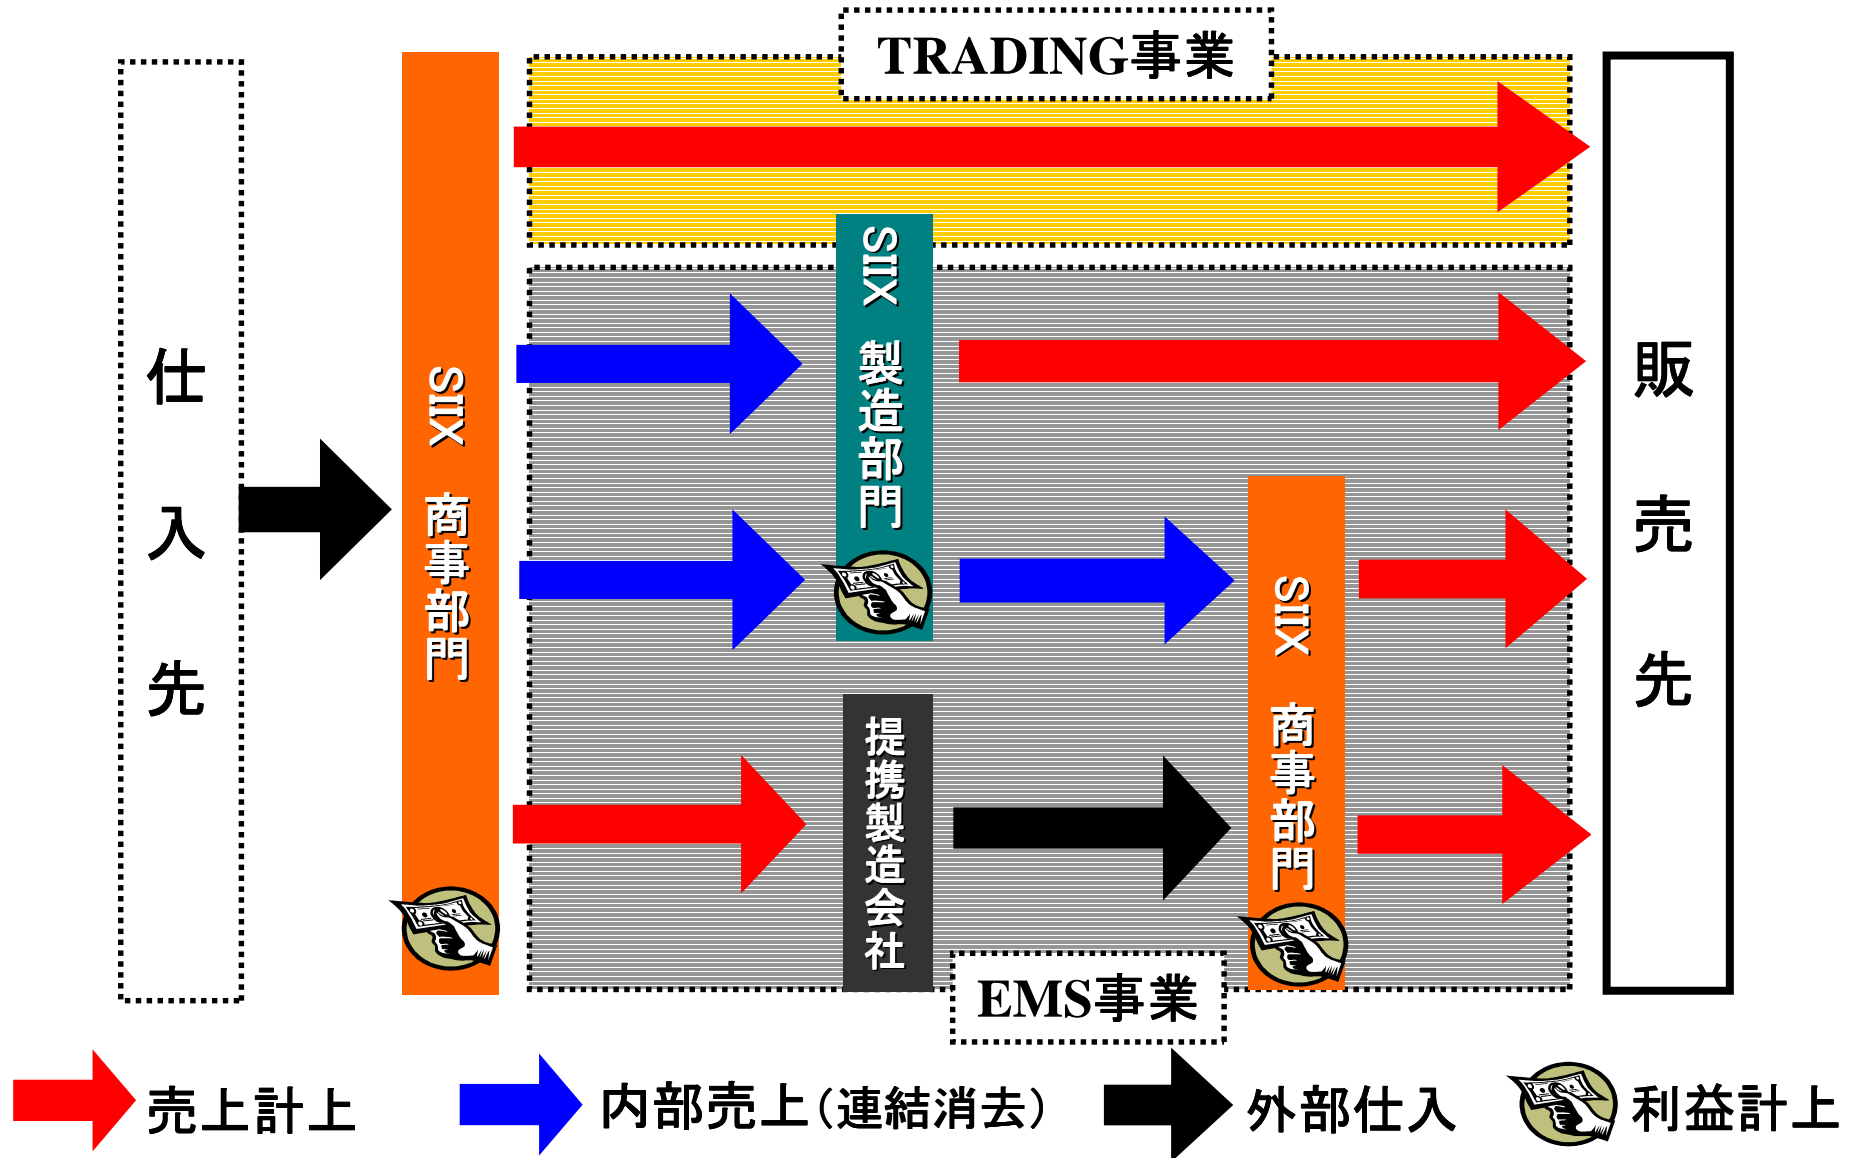 TRADING事業
仕入先
SIIX 商事部門
SIIX 製造部門
提携製造会社
SIIX 商事部門
販売先
EMS事業
売上計上
内部売上（連結消去）
外部仕入
利益計上